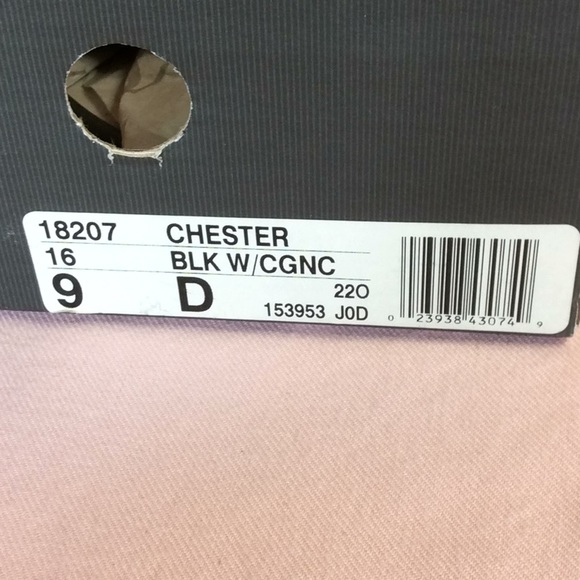 18207 CHESTER
16 BLK W/CGNC
9 D 22O
153953 J0D
0 23938 43074 9